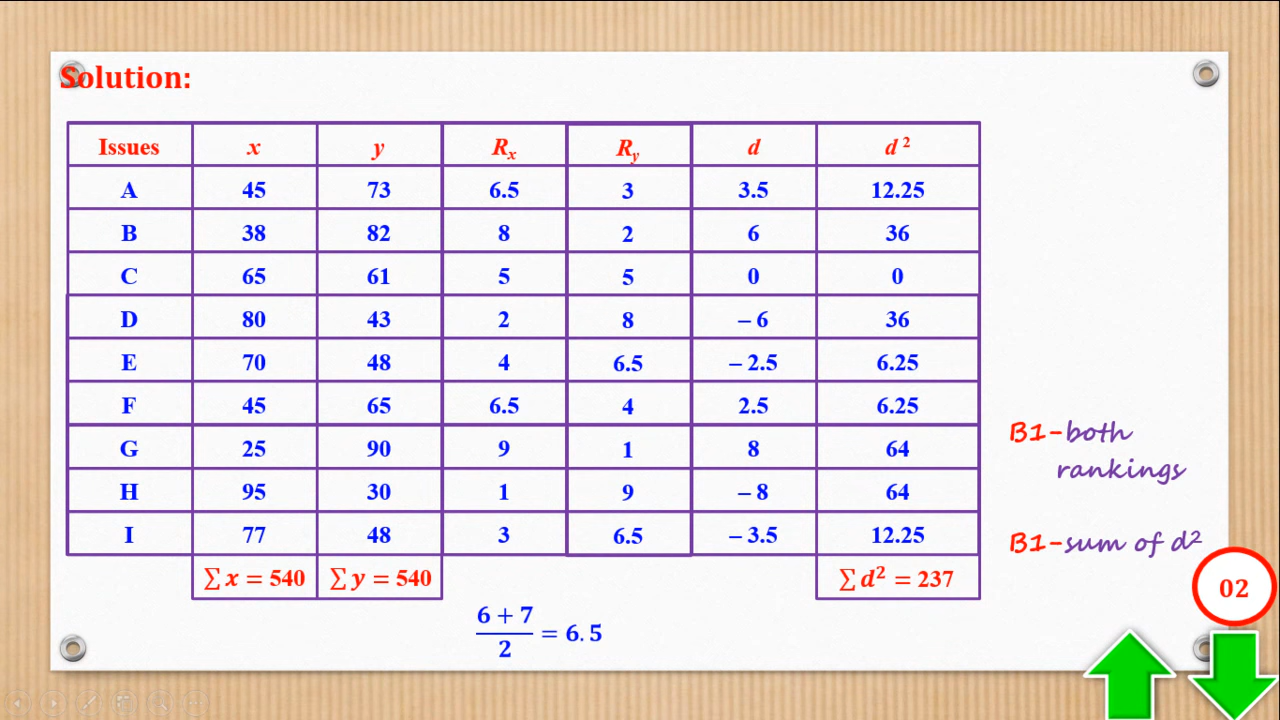 Solution:
Issues x y Rₓ Rᵧ d d²
A 45 73 6.5 3 3.5 12.25
B 38 82 8 2 6 36
C 65 61 5 5 0 0
D 80 43 2 8 – 6 36
E 70 48 4 6.5 – 2.5 6.25
F 45 65 6.5 4 2.5 6.25
G 25 90 9 1 8 64
H 95 30 1 9 – 8 64
I 77 48 3 6.5 – 3.5 12.25
∑ x = 540 ∑ y = 540 ∑ d² = 237
(6 + 7)/2 = 6.5
B1-both
rankings
B1-sum of d²
02